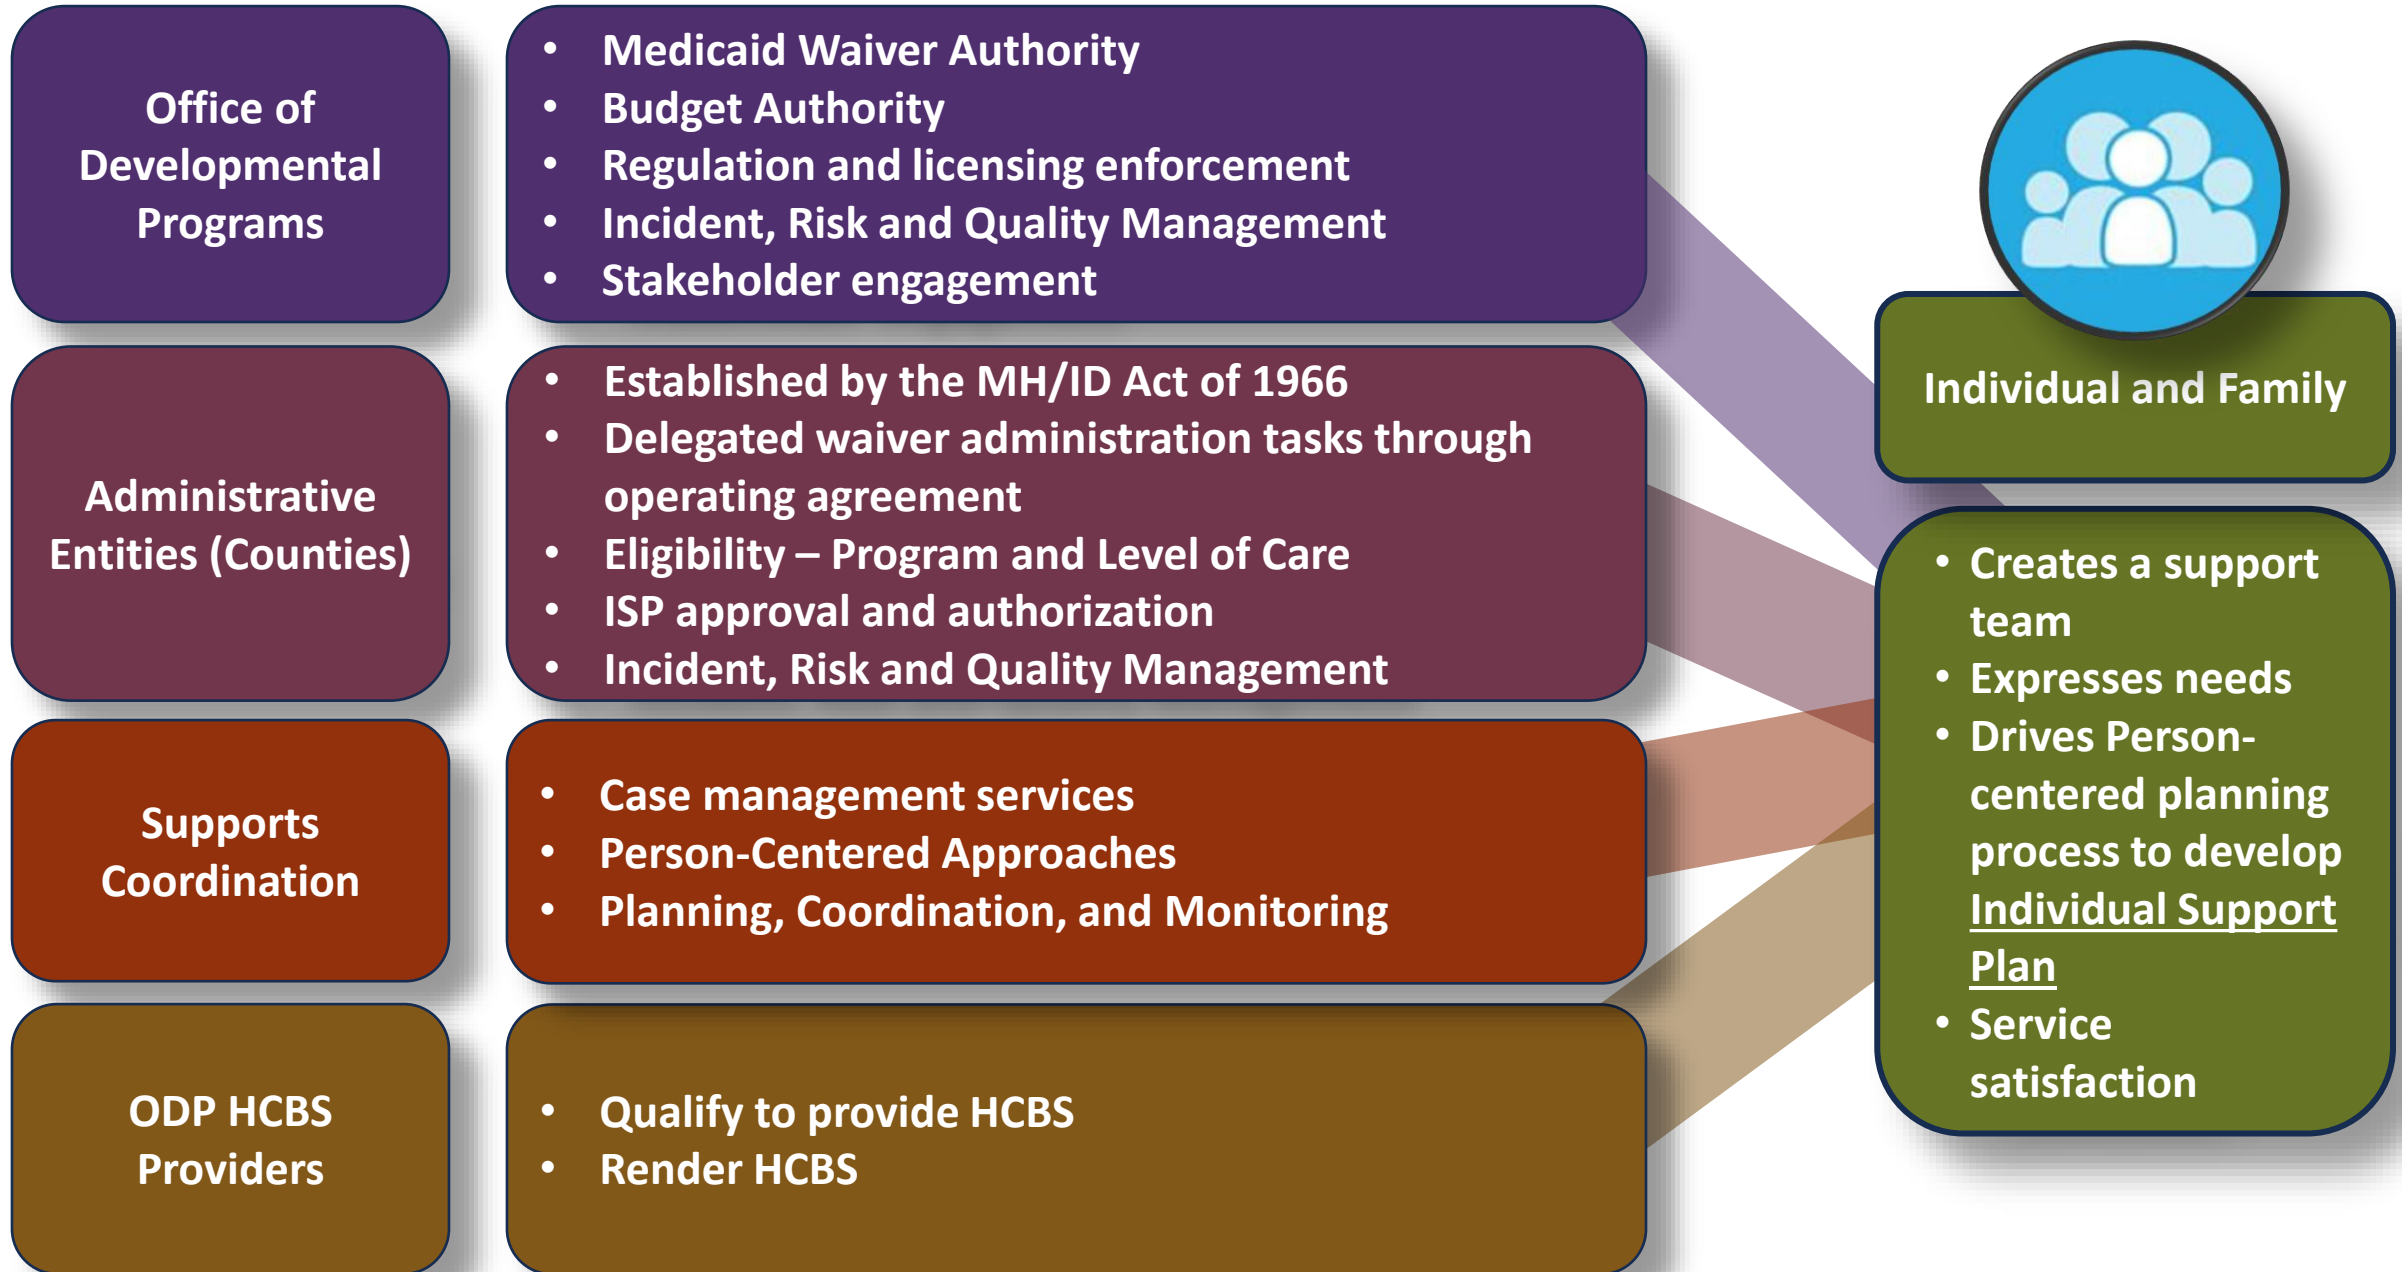 Office of
Developmental
Programs
• Medicaid Waiver Authority
• Budget Authority
• Regulation and licensing enforcement
• Incident, Risk and Quality Management
• Stakeholder engagement
Administrative
Entities (Counties)
• Established by the MH/ID Act of 1966
• Delegated waiver administration tasks through
operating agreement
• Eligibility – Program and Level of Care
• ISP approval and authorization
• Incident, Risk and Quality Management
Supports
Coordination
• Case management services
• Person-Centered Approaches
• Planning, Coordination, and Monitoring
ODP HCBS
Providers
• Qualify to provide HCBS
• Render HCBS
Individual and Family
• Creates a support
team
• Expresses needs
• Drives Person-
centered planning
process to develop
Individual Support
Plan
• Service
satisfaction